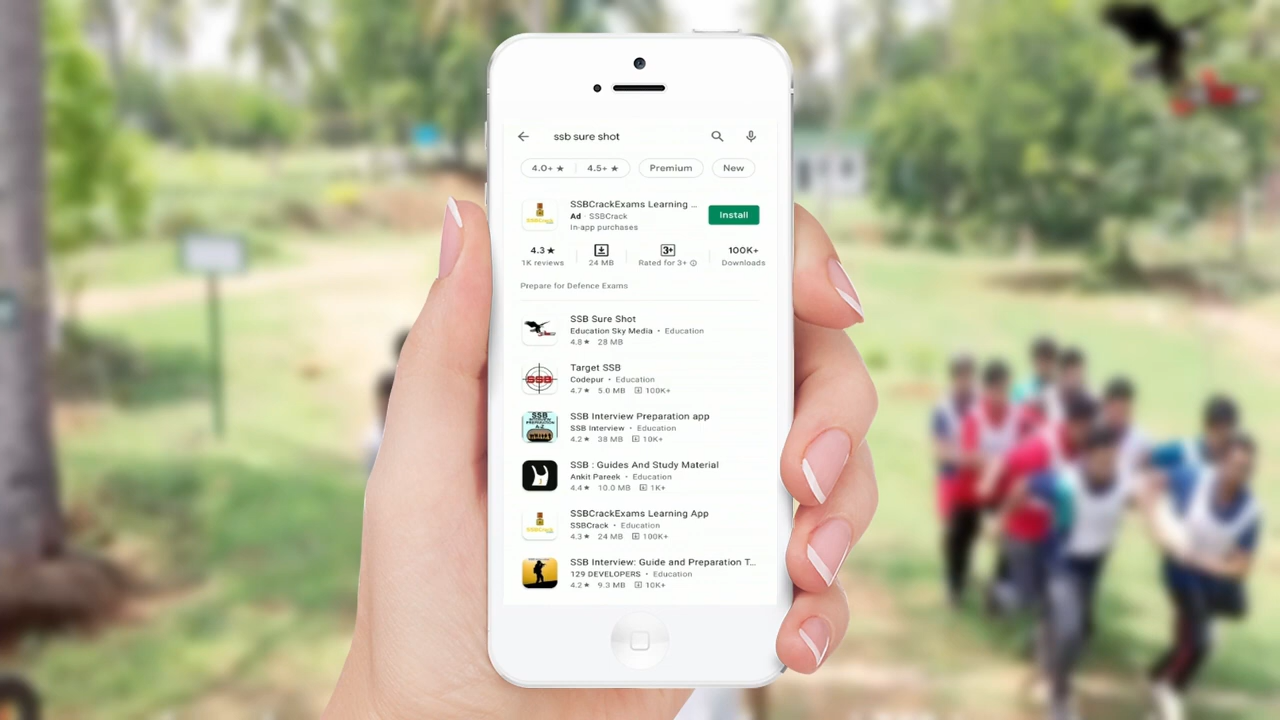 ssb sure shot
4.0+ ★ 4.5+ ★ Premium New
SSBCrackExams Learning ...
Ad · SSBCrack
In-app purchases
Install
4.3 ★ 3+ 100K+
1K reviews 24 MB Rated for 3+ Downloads
Prepare for Defence Exams
SSB Sure Shot
Education Sky Media • Education
4.8 ★ 28 MB
SSB
Target SSB
Codepur • Education
4.7 ★ 5.0 MB 100K+
SSB
PREPARATION
A-Z
SSB Interview Preparation app
SSB Interview • Education
4.2 ★ 38 MB 10K+
SSB : Guides And Study Material
Ankit Pareek • Education
4.4 ★ 10.0 MB 1K+
SSBCrackExams Learning App
SSBCrack • Education
4.3 ★ 24 MB 100K+
SSB Interview: Guide and Preparation T...
129 DEVELOPERS • Education
4.2 ★ 9.3 MB 10K+